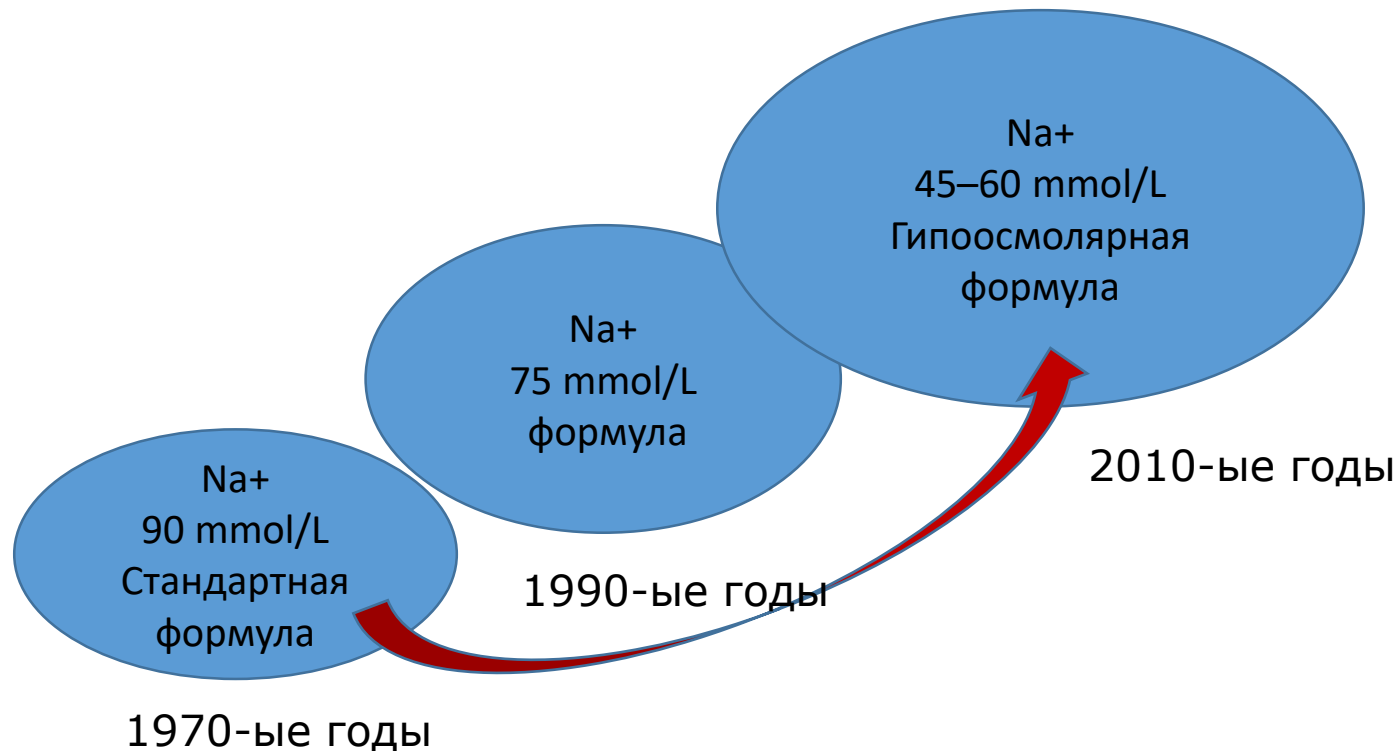 Na+
45–60 mmol/L
Гипоосмолярная
формула
Na+
75 mmol/L
формула
2010-ые годы
Na+
90 mmol/L
Стандартная
формула
1990-ые годы
1970-ые годы